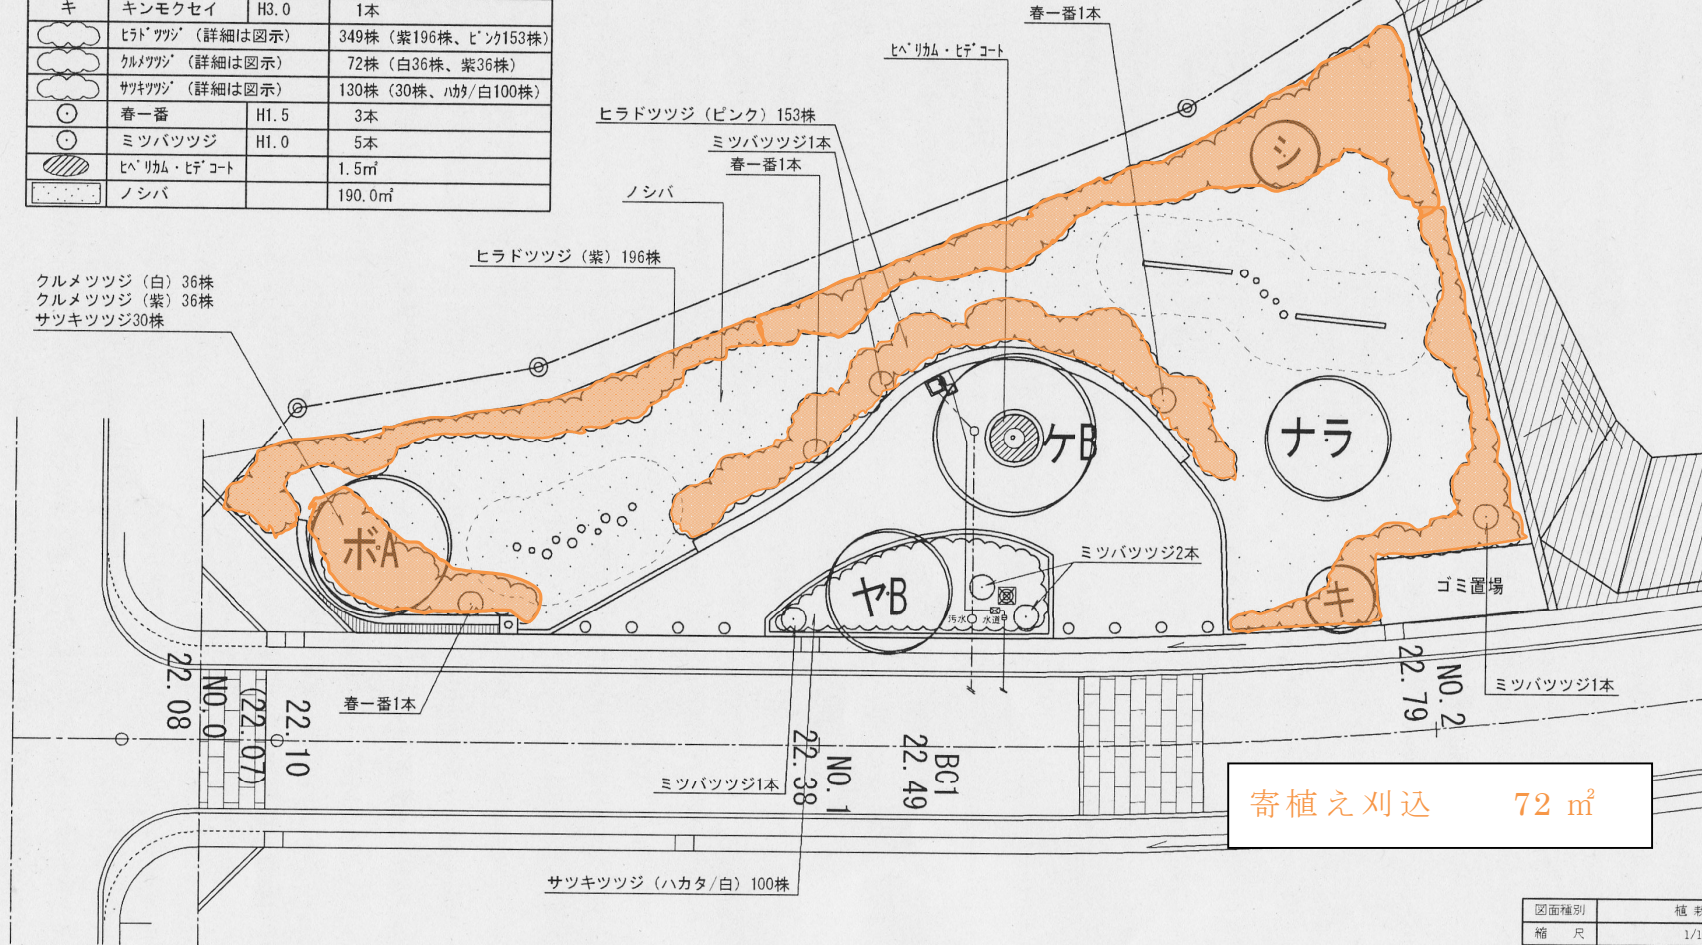 キ キンモクセイ H3.0 1本
ﾋﾗﾄﾞﾂﾂｼﾞ（詳細は図示） 349株（紫196株、ﾋﾟﾝｸ153株）
ｸﾙﾒﾂﾂｼﾞ（詳細は図示） 72株（白36株、紫36株）
ｻﾂｷﾂﾂｼﾞ（詳細は図示） 130株（30株、ﾊｶﾀ/白100株）
春一番 H1.5 3本
ミツバツツジ H1.0 5本
ﾋﾍﾟﾘｶﾑ・ﾋﾃﾞｺｰﾄ 1.5㎡
ノシバ 190.0㎡
春一番1本
ﾋﾍﾟﾘｶﾑ・ﾋﾃﾞｺｰﾄ
ヒラドツツジ（ピンク）153株
ミツバツツジ1本
春一番1本
ノシバ
ヒラドツツジ（紫）196株
クルメツツジ（白）36株
クルメツツジ（紫）36株
サツキツツジ30株
シ
ケB
ナラ
ボA
ヤB
キ
ミツバツツジ2本
ゴミ置場
汚水
水道
ミツバツツジ1本
春一番1本
22.08
NO.0
(22.07)
22.10
ミツバツツジ1本
22.38
NO.1
22.49
BC1
22.79
NO.2
サツキツツジ（ハカタ/白）100株
寄植え刈込 72 ㎡
図面種別 植
縮 尺 1/1